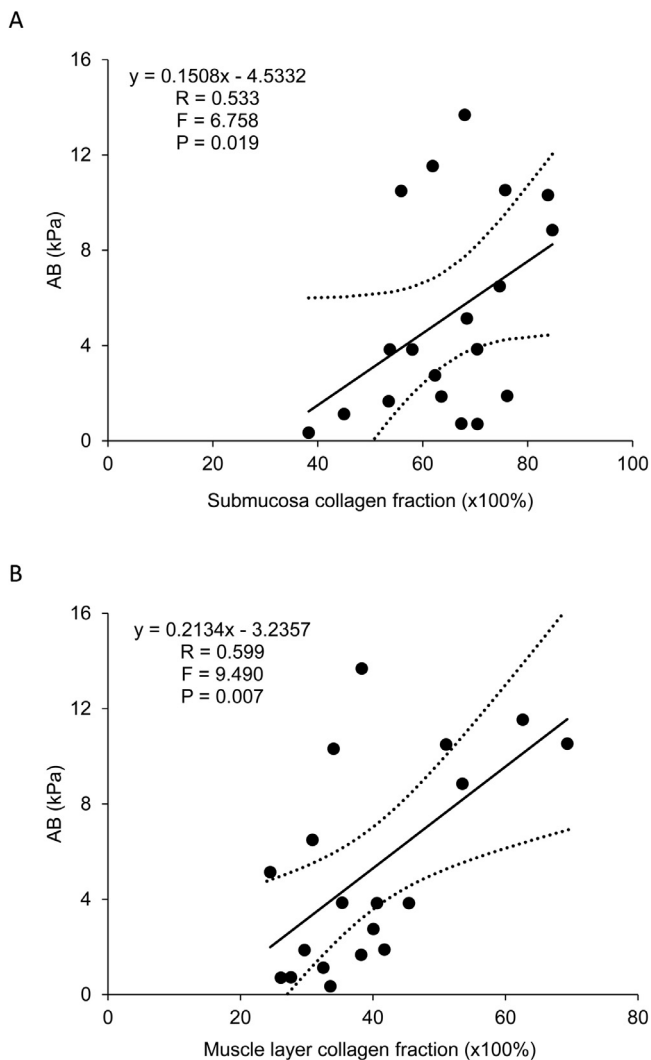 A
16
y = 0.1508x - 4.5332
R = 0.533
F = 6.758
P = 0.019
12
AB (kPa)
8
4
0
0 20 40 60 80 100
Submucosa collagen fraction (x100%)
B
16
y = 0.2134x - 3.2357
R = 0.599
F = 9.490
P = 0.007
12
AB (kPa)
8
4
0
0 20 40 60 80
Muscle layer collagen fraction (x100%)